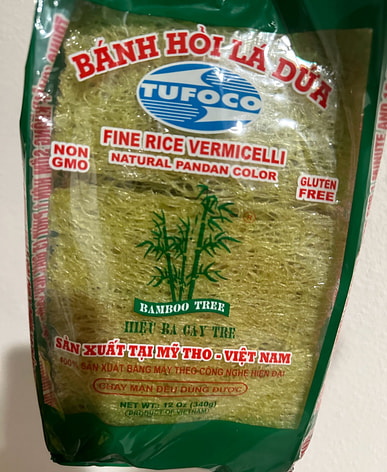 BÁNH HỎI LÁ DỨA
TUFOCO
FINE RICE VERMICELLI
NATURAL PANDAN COLOR
NON
GMO
GLUTEN
FREE
BAMBOO TREE
HIỆU BA CÂY TRE
SẢN XUẤT TẠI MỸ THO - VIỆT NAM
100% SẢN XUẤT BẰNG MÁY THEO CÔNG NGHỆ HIỆN ĐẠI
CHAY MẶN ĐỀU DÙNG ĐƯỢC
NET WT: 12 Oz (340g)
(PRODUCT OF VIETNAM)